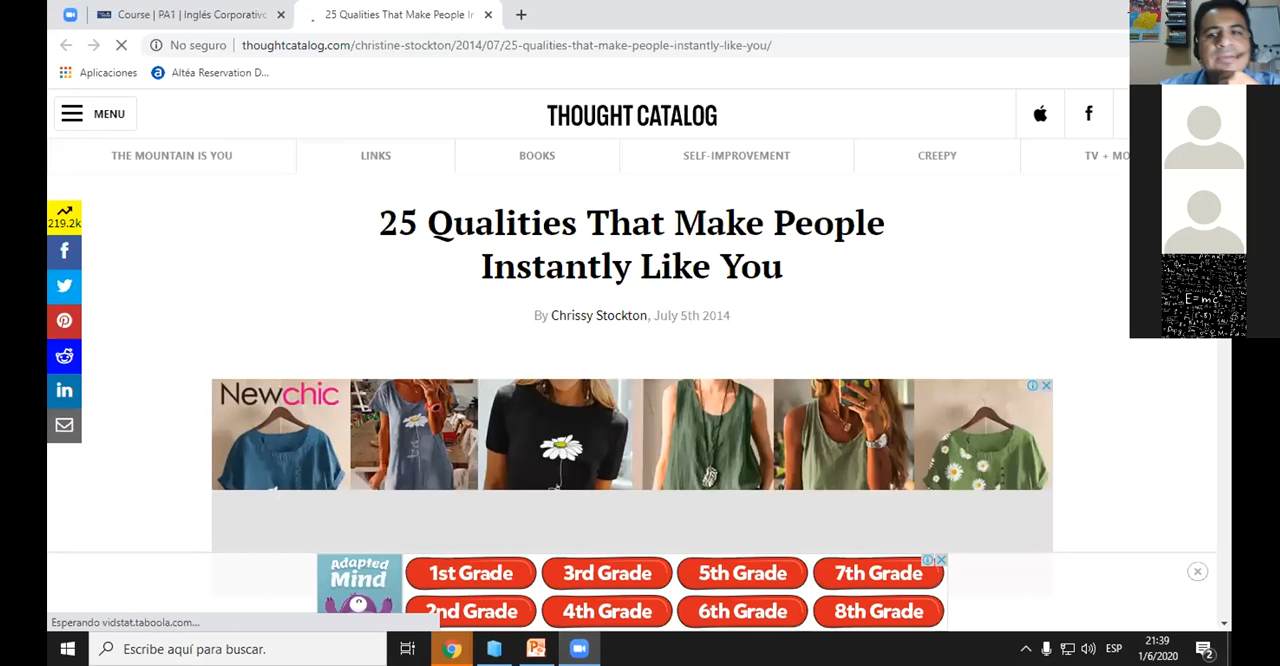 Course | PA1 | Inglés Corporativo
25 Qualities That Make People In
No seguro
thoughtcatalog.com/christine-stockton/2014/07/25-qualities-that-make-people-instantly-like-you/
Aplicaciones
Altéa Reservation D...
MENU
THOUGHT CATALOG
THE MOUNTAIN IS YOU
LINKS
BOOKS
SELF-IMPROVEMENT
CREEPY
TV + MO
219.2k
25 Qualities That Make People
Instantly Like You
By Chrissy Stockton, July 5th 2014
E=mc²
Newchic
Adapted
Mind
1st Grade
3rd Grade
5th Grade
7th Grade
2nd Grade
4th Grade
6th Grade
8th Grade
Esperando vidstat.taboola.com...
Escribe aquí para buscar.
ESP
21:39
1/6/2020
2